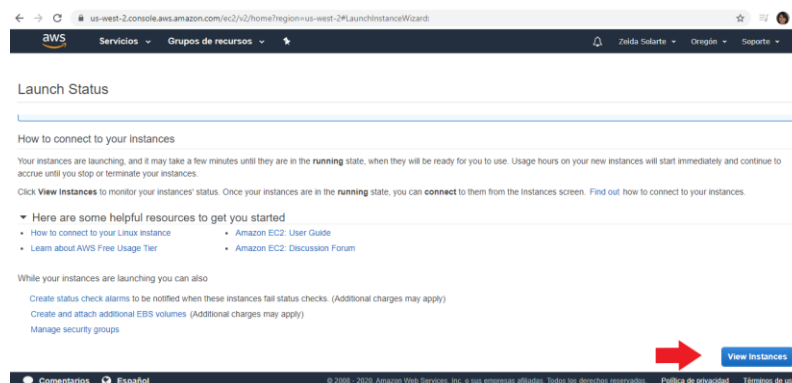 us-west-2.console.aws.amazon.com/ec2/v2/home?region=us-west-2#LaunchInstanceWizard:
aws Servicios Grupos de recursos Zeida Solarte Oregón Soporte
Launch Status
How to connect to your instances
Your instances are launching, and it may take a few minutes until they are in the running state, when they will be ready for you to use. Usage hours on your new instances will start immediately and continue to
accrue until you stop or terminate your instances.
Click View Instances to monitor your instances' status. Once your instances are in the running state, you can connect to them from the Instances screen. Find out how to connect to your instances.
Here are some helpful resources to get you started
• How to connect to your Linux instance • Amazon EC2: User Guide
• Learn about AWS Free Usage Tier • Amazon EC2: Discussion Forum
While your instances are launching you can also
Create status check alarms to be notified when these instances fail status checks. (Additional charges may apply)
Create and attach additional EBS volumes (Additional charges may apply)
Manage security groups
View Instances
Comentarios Español © 2008 - 2020, Amazon Web Services, Inc. o sus empresas afiliadas. Todos los derechos reservados. Política de privacidad Términos de us